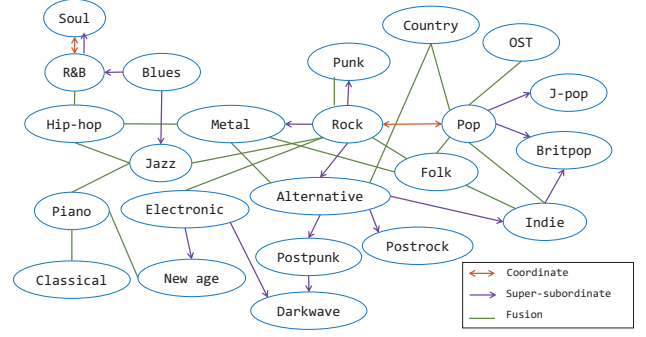 Soul
Country
OST
Punk
R&B
Blues
J-pop
Hip-hop
Metal
Rock
Pop
Britpop
Jazz
Folk
Alternative
Piano
Electronic
Indie
Postrock
Postpunk
Classical
New age
Darkwave
Coordinate
Super-subordinate
Fusion